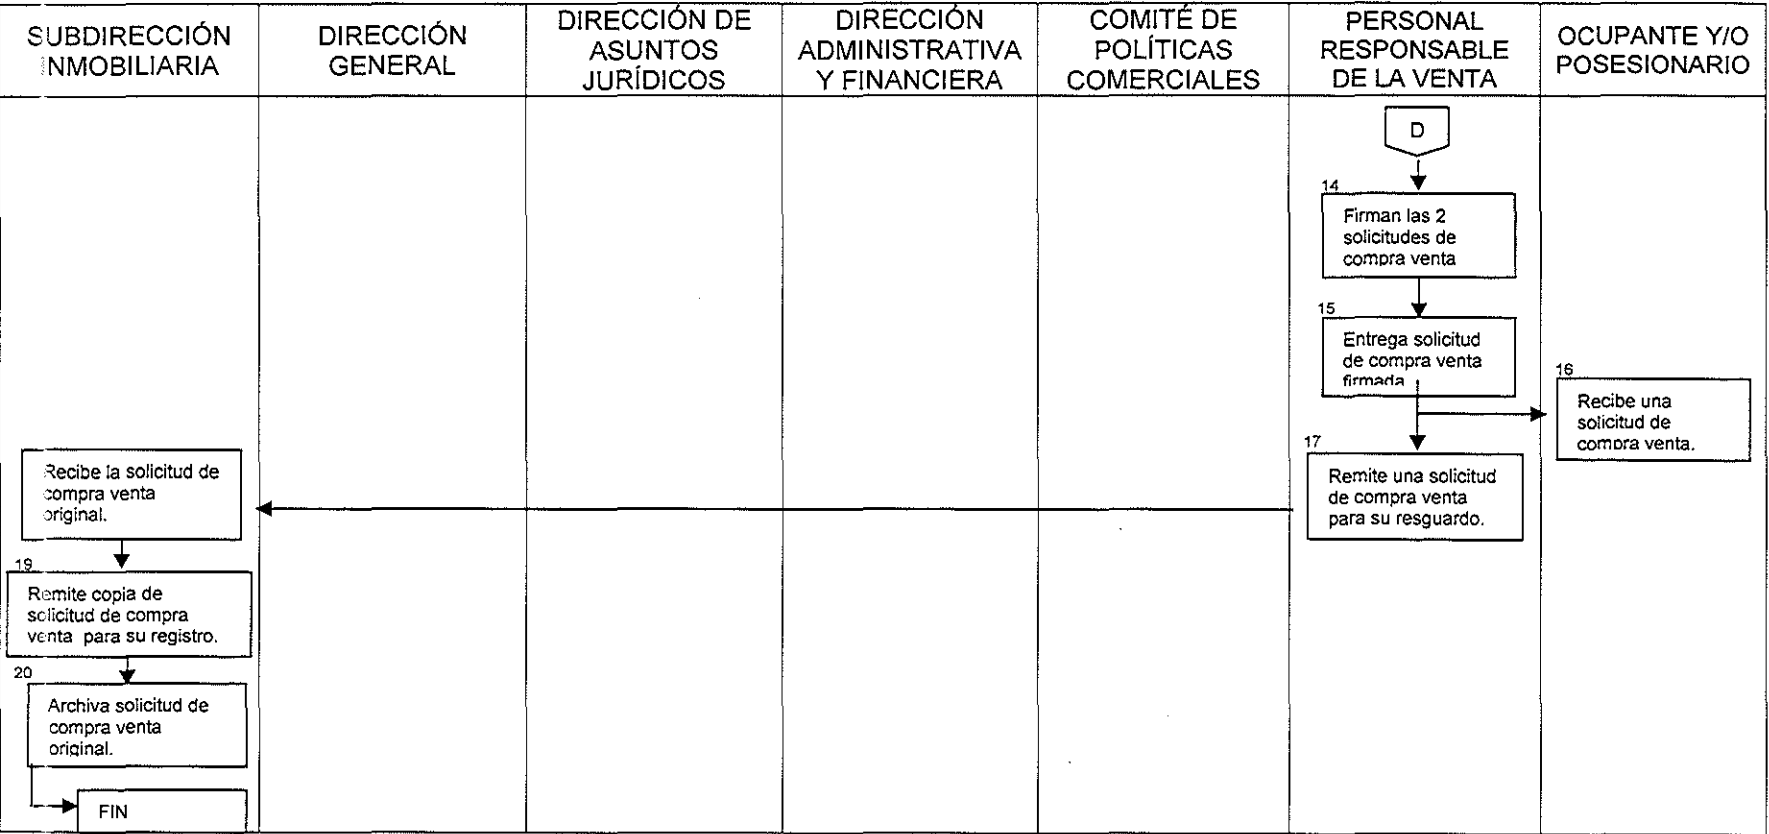 SUBDIRECCIÓN
INMOBILIARIA
DIRECCIÓN
GENERAL
DIRECCIÓN DE
ASUNTOS
JURÍDICOS
DIRECCIÓN
ADMINISTRATIVA
Y FINANCIERA
COMITÉ DE
POLÍTICAS
COMERCIALES
PERSONAL
RESPONSABLE
DE LA VENTA
OCUPANTE Y/O
POSESIONARIO
D
14
Firman las 2
solicitudes de
compra venta
15
Entrega solicitud
de compra venta
firmada
16
Recibe una
solicitud de
compra venta.
17
Remite una solicitud
de compra venta
para su resguardo.
Recibe la solicitud de
compra venta
original.
19
Remite copia de
solicitud de compra
venta para su registro.
20
Archiva solicitud de
compra venta
original.
FIN